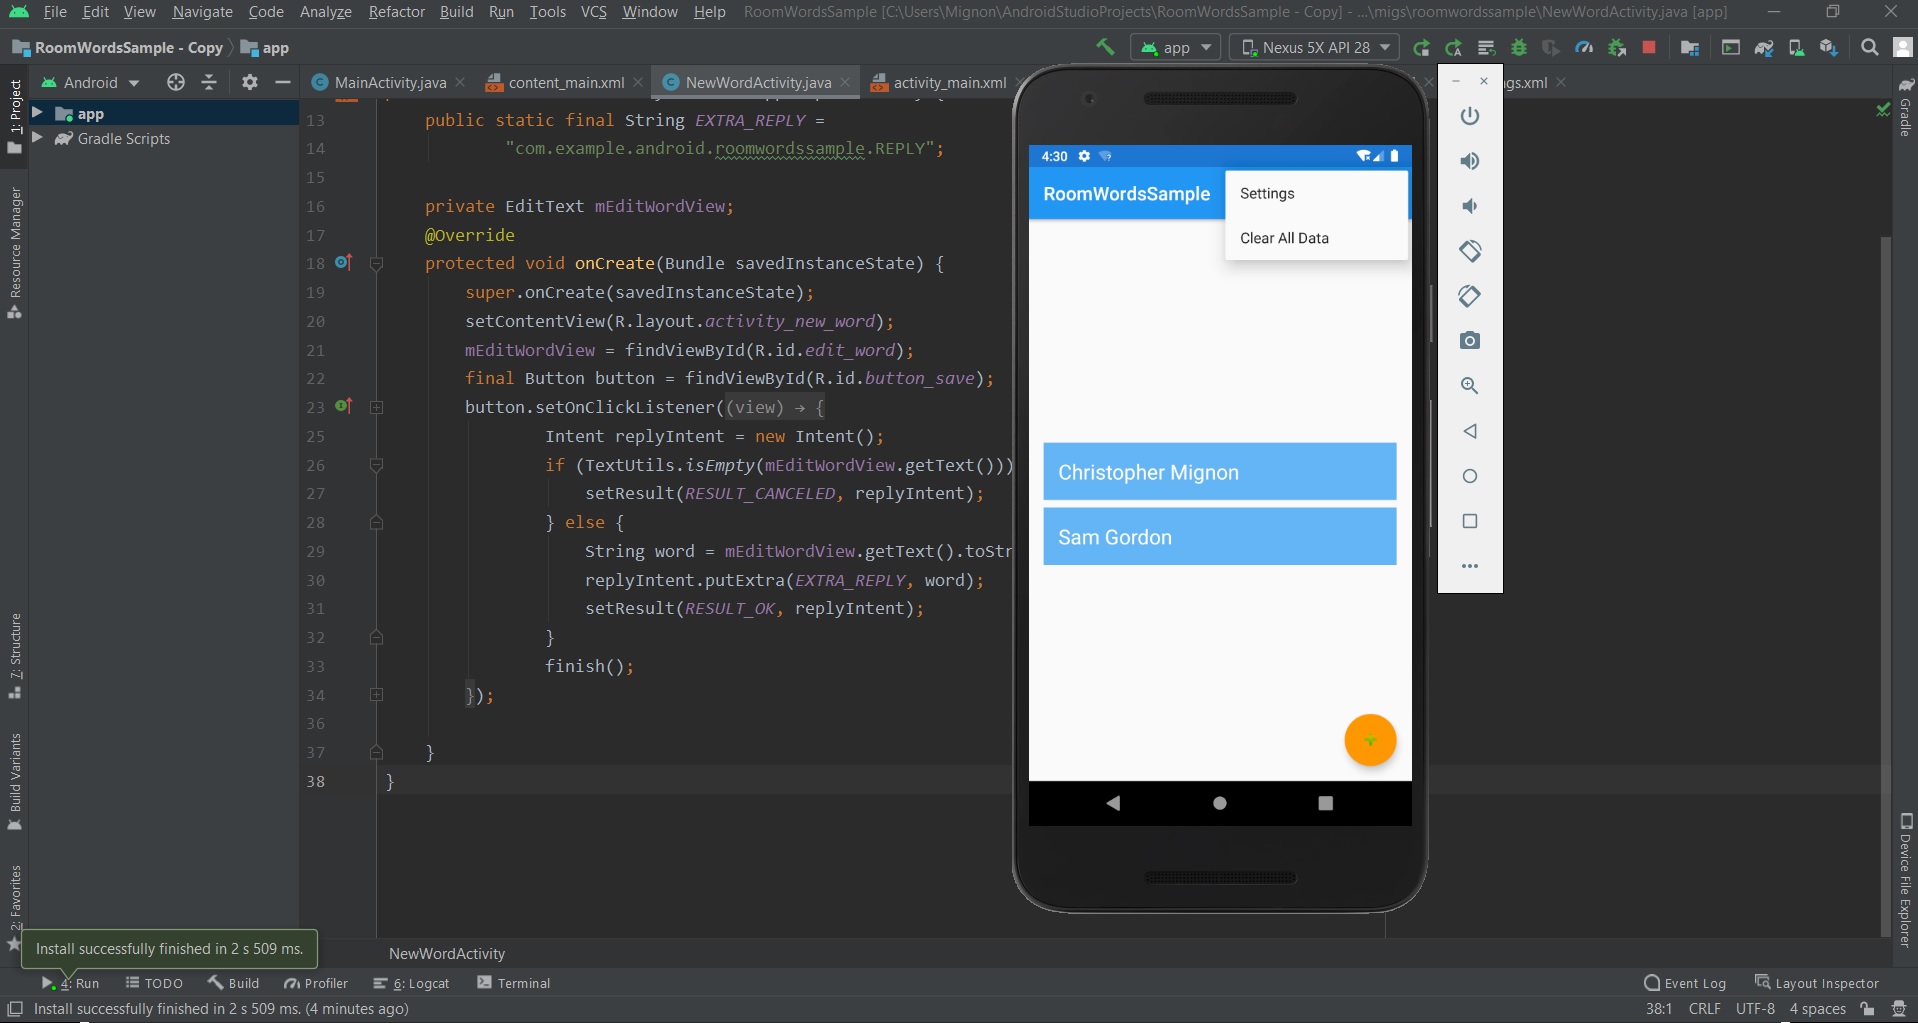 File Edit View Navigate Code Analyze Refactor Build Run Tools VCS Window Help RoomWordsSample [C:\Users\Mignon\AndroidStudioProjects\RoomWordsSample - Copy] - ...\migs\roomwordssample\NewWordActivity.java [app]
RoomWordsSample - Copy app
app Nexus 5X API 28
Android
MainActivity.java content_main.xml NewWordActivity.java activity_main.xml gs.xml
1: Project
Resource Manager
7: Structure
Build Variants
2: Favorites
app
Gradle Scripts
13 public static final String EXTRA_REPLY =
14 "com.example.android.roomwordssample.REPLY";
15
16 private EditText mEditWordView;
17 @Override
18 protected void onCreate(Bundle savedInstanceState) {
19 super.onCreate(savedInstanceState);
20 setContentView(R.layout.activity_new_word);
21 mEditWordView = findViewById(R.id.edit_word);
22 final Button button = findViewById(R.id.button_save);
23 button.setOnClickListener((view) → {
25 Intent replyIntent = new Intent();
26 if (TextUtils.isEmpty(mEditWordView.getText()))
27 setResult(RESULT_CANCELED, replyIntent);
28 } else {
29 String word = mEditWordView.getText().toStr
30 replyIntent.putExtra(EXTRA_REPLY, word);
31 setResult(RESULT_OK, replyIntent);
32 }
33 finish();
34 });
36
37 }
38 }
4:30
RoomWordsSample
Settings
Clear All Data
Christopher Mignon
Sam Gordon
Gradle
Device File Explorer
NewWordActivity
Install successfully finished in 2 s 509 ms.
4: Run TODO Build Profiler 6: Logcat Terminal Event Log Layout Inspector
Install successfully finished in 2 s 509 ms. (4 minutes ago) 38:1 CRLF UTF-8 4 spaces